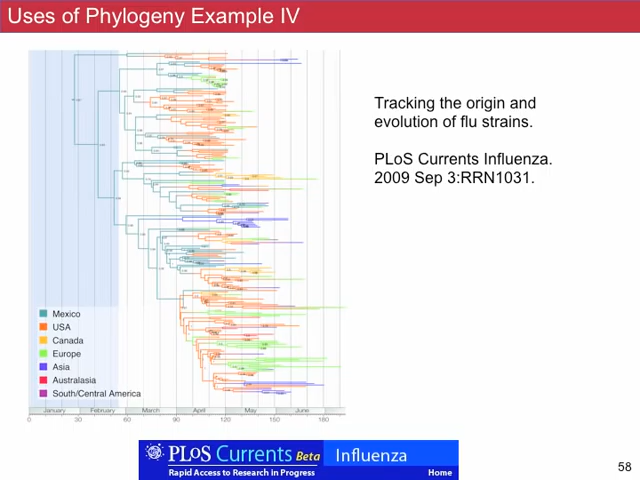 Uses of Phylogeny Example IV
Tracking the origin and
evolution of flu strains.
PLoS Currents Influenza.
2009 Sep 3:RRN1031.
Mexico
USA
Canada
Europe
Asia
Australasia
South/Central America
January February March April May June
0 30 60 90 120 150 180
PLoS Currents Beta Influenza
Rapid Access to Research in Progress Home
58